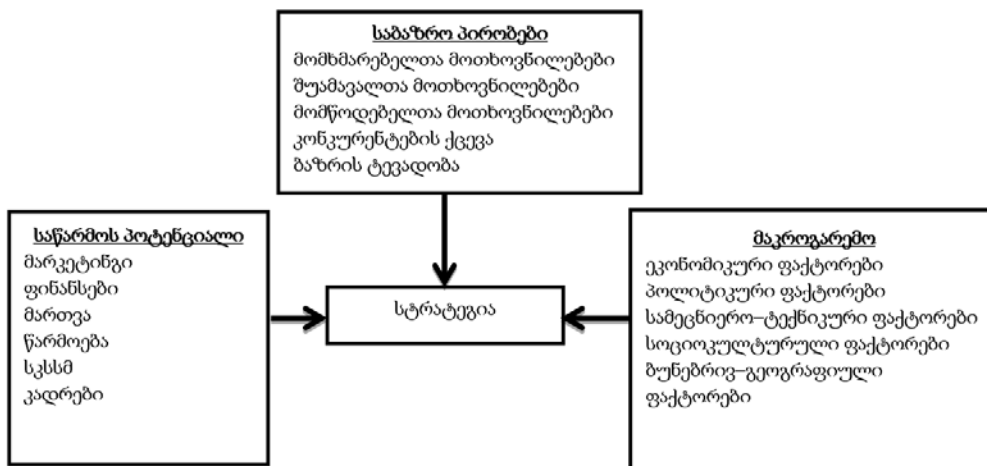 საბაზრო პირობები
მომხმარებელთა მოთხოვნილებები
შუამავალთა მოთხოვნილებები
მომწოდებელთა მოთხოვნილებები
კონკურენტების ქცევა
ბაზრის ტევადობა
საწარმოს პოტენციალი
მარკეტინგი
ფინანსები
მართვა
წარმოება
სკსსმ
კადრები
სტრატეგია
მაკროგარემო
ეკონომიკური ფაქტორები
პოლიტიკური ფაქტორები
სამეცნიერო–ტექნიკური ფაქტორები
სოციოკულტურული ფაქტორები
ბუნებრივ–გეოგრაფიული
ფაქტორები